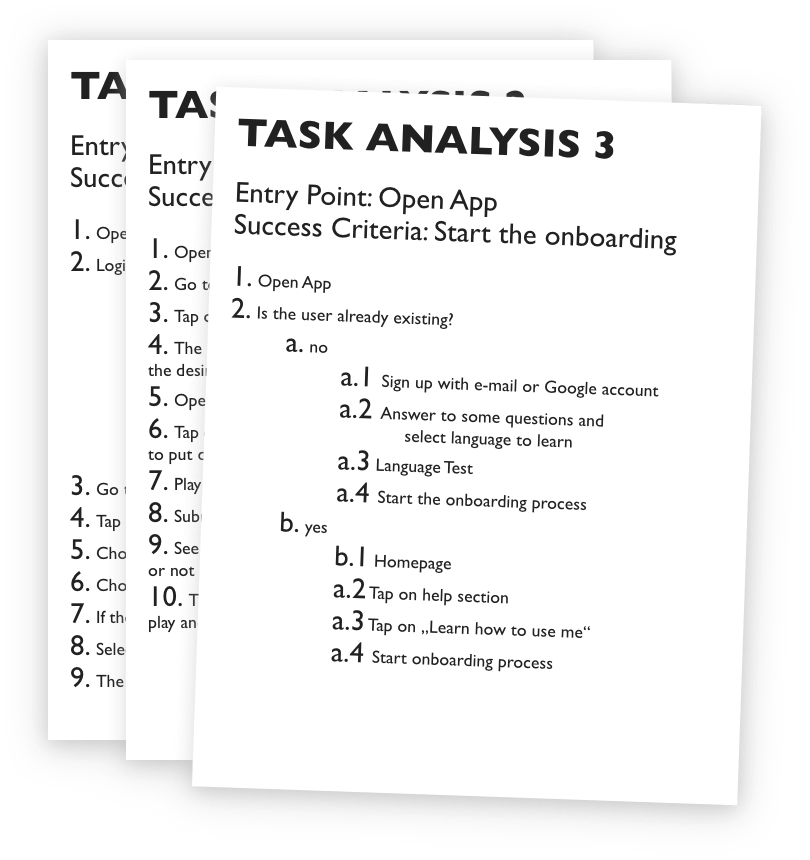 TA
Entry
Succ
1. Ope
2. Logi
3. Go
4. Tap
5. Cho
6. Cho
7. If th
8. Sele
9. The
TAS
Entry
Succe
1. Open
2. Go t
3. Tap
4. The
the desi
5. Ope
6. Tap
to put
7. Play
8. Sub
9. See
or not
10. T
play an
TASK ANALYSIS 3
Entry Point: Open App
Success Criteria: Start the onboarding
1. Open App
2. Is the user already existing?
a. no
a.1 Sign up with e-mail or Google account
a.2 Answer to some questions and
select language to learn
a.3 Language Test
a.4 Start the onboarding process
b. yes
b.1 Homepage
a.2 Tap on help section
a.3 Tap on „Learn how to use me“
a.4 Start onboarding process